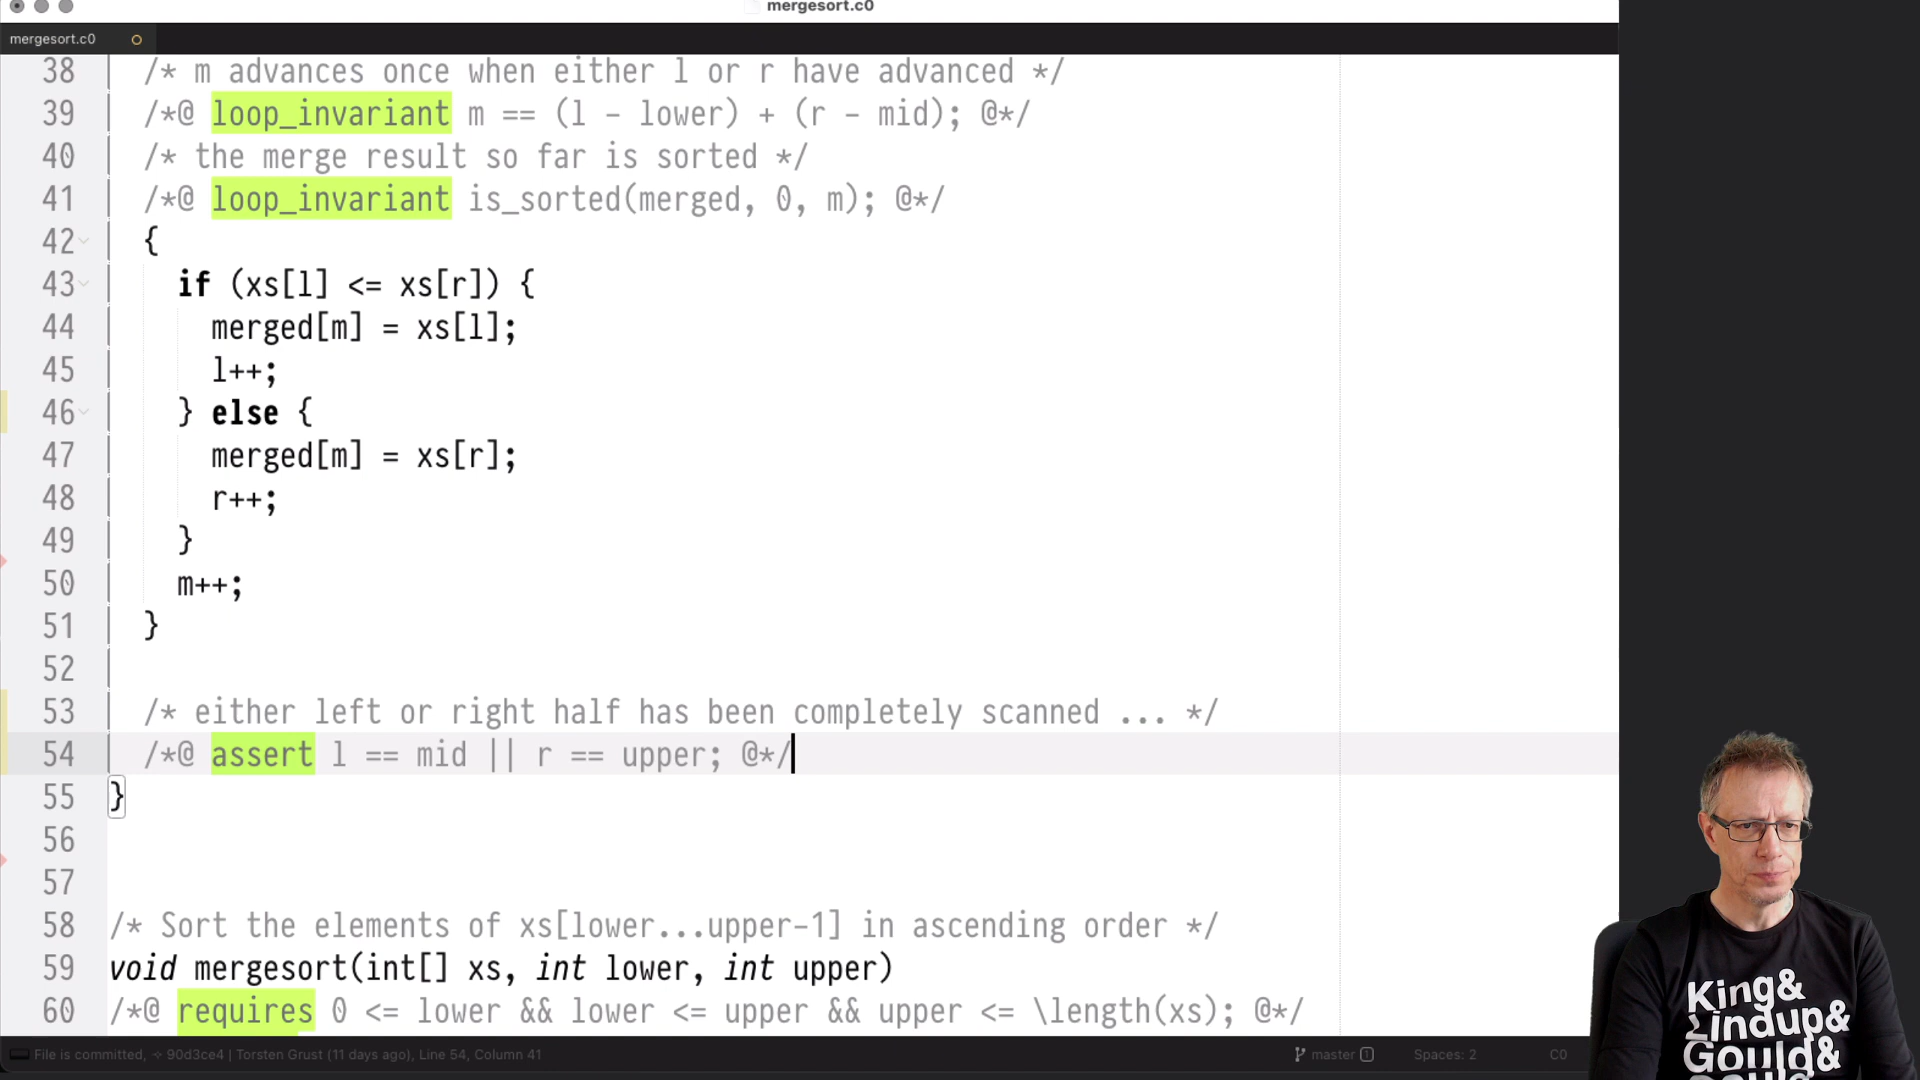 mergesort.c0
mergesort.c0
38 /* m advances once when either l or r have advanced */
39 /*@ loop_invariant m == (l - lower) + (r - mid); @*/
40 /* the merge result so far is sorted */
41 /*@ loop_invariant is_sorted(merged, 0, m); @*/
42 {
43 if (xs[l] <= xs[r]) {
44 merged[m] = xs[l];
45 l++;
46 } else {
47 merged[m] = xs[r];
48 r++;
49 }
50 m++;
51 }
52
53 /* either left or right half has been completely scanned ... */
54 /*@ assert l == mid || r == upper; @*/
55 }
56
57
58 /* Sort the elements of xs[lower...upper-1] in ascending order */
59 void mergesort(int[] xs, int lower, int upper)
60 /*@ requires 0 <= lower && lower <= upper && upper <= \length(xs); @*/
File is committed, 90d3ce4 | Torsten Grust (11 days ago), Line 54, Column 41 master 1 Spaces: 2 C0
King&
Lindup&
Gould&